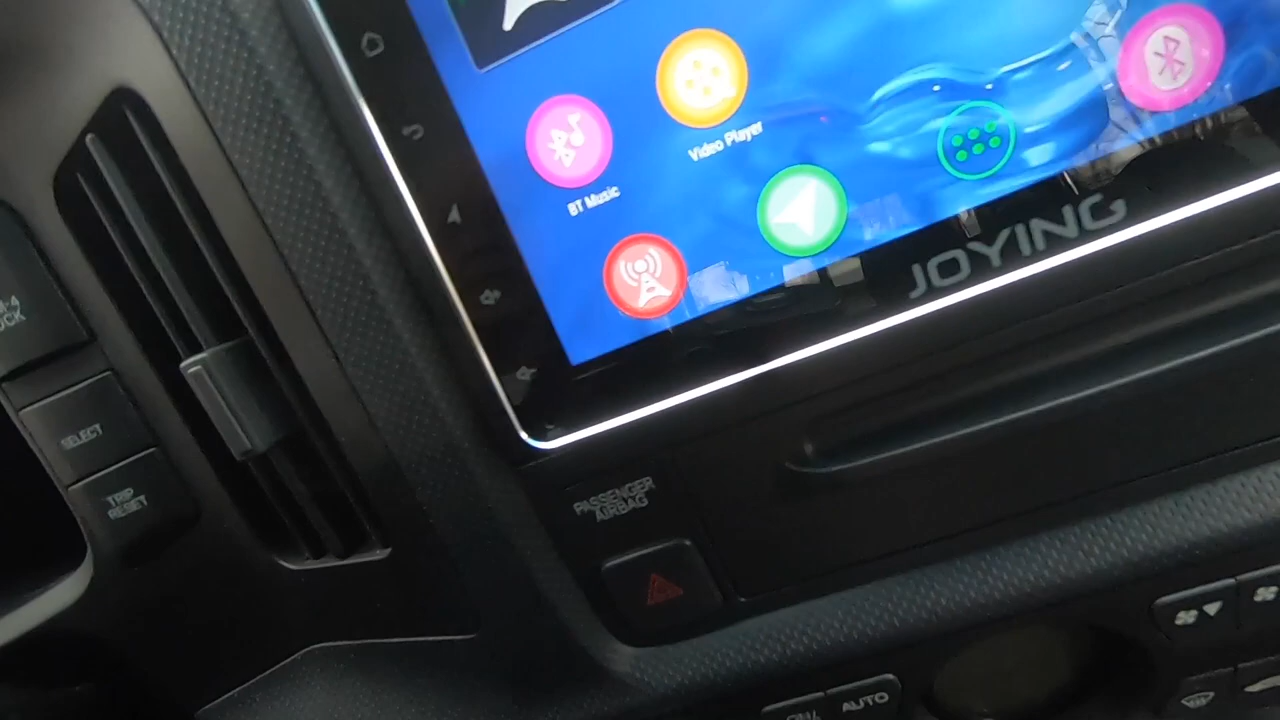 Video Player
BT Music
JOYING
SELECT
TRIP
RESET
PASSENGER
AIRBAG
AUTO